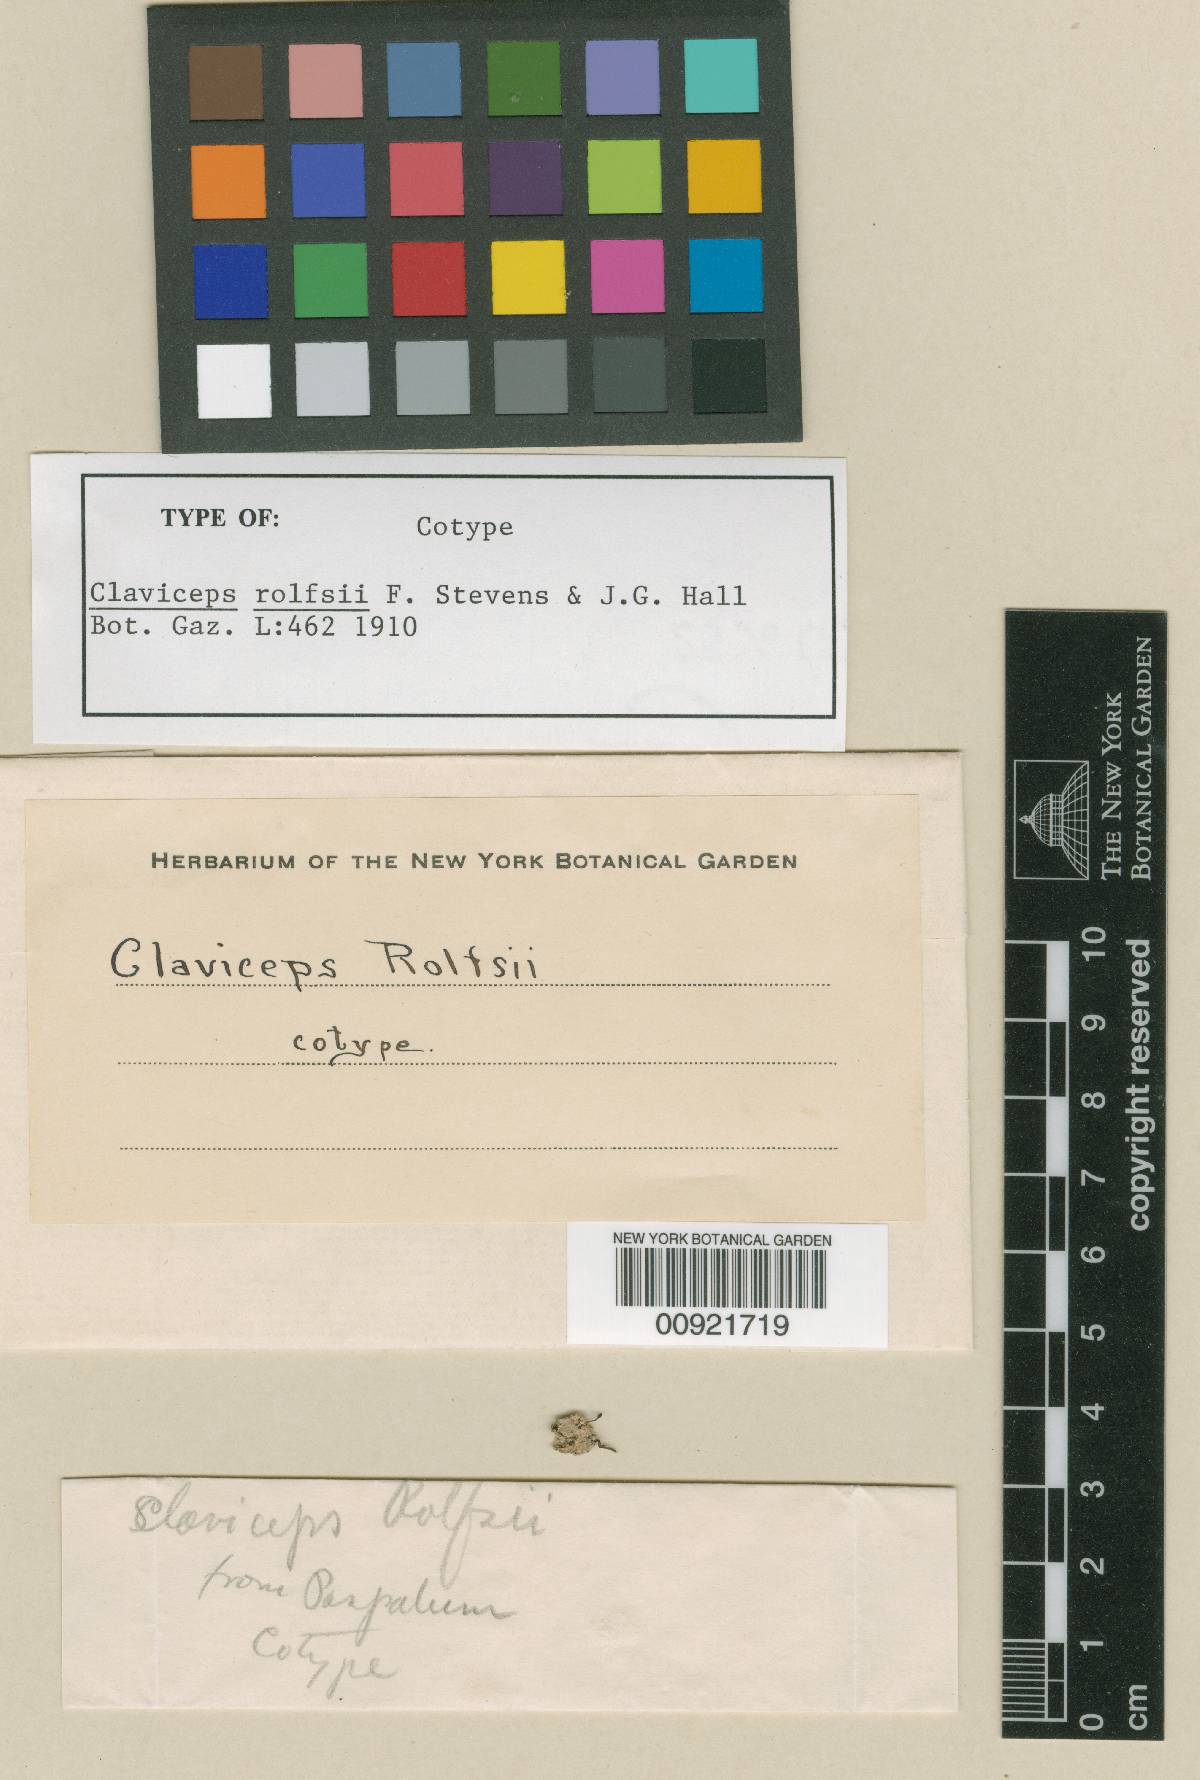 TYPE OF: Cotype
Claviceps rolfsii F. Stevens & J.G. Hall
Bot. Gaz. L:462 1910
HERBARIUM OF THE NEW YORK BOTANICAL GARDEN
Claviceps Rolfsii
cotype.
NEW YORK BOTANICAL GARDEN
00921719
Claviceps Rolfsii
from Paspalum
Cotype
THE NEW YORK
BOTANICAL GARDEN
copyright reserved
0 1 2 3 4 5 6 7 8 9 10
cm